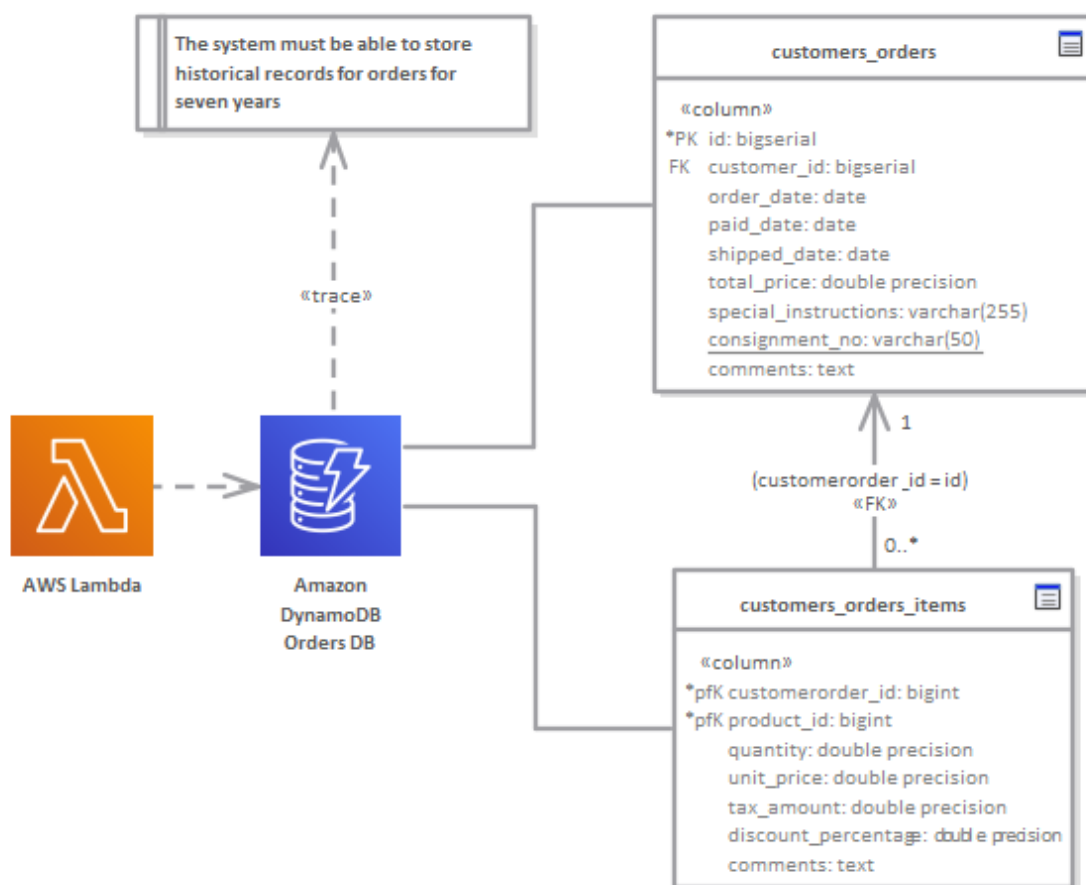 The system must be able to store
historical records for orders for
seven years
customers_orders
«column»
*PK id: bigserial
FK customer_id: bigserial
order_date: date
paid_date: date
shipped_date: date
total_price: double precision
special_instructions: varchar(255)
consignment_no: varchar(50)
comments: text
«trace»
1
(customerorder_id = id)
«FK»
0..*
AWS Lambda
Amazon
DynamoDB
Orders DB
customers_orders_items
«column»
*pfK customerorder_id: bigint
*pfK product_id: bigint
quantity: double precision
unit_price: double precision
tax_amount: double precision
discount_percentage: double precision
comments: text